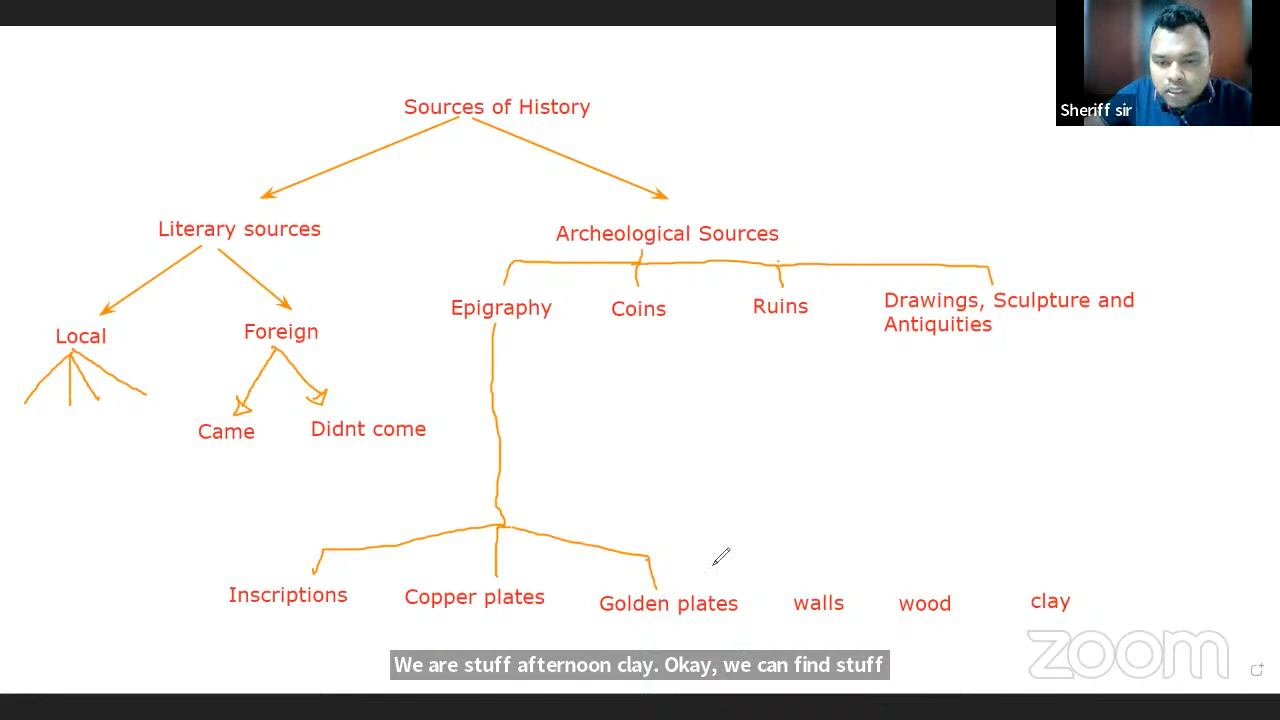 Sheriff sir
Sources of History
Literary sources
Archeological Sources
Epigraphy
Coins
Ruins
Drawings, Sculpture and
Antiquities
Local
Foreign
Came
Didnt come
Inscriptions
Copper plates
Golden plates
walls
wood
clay
zoom
We are stuff afternoon clay. Okay, we can find stuff